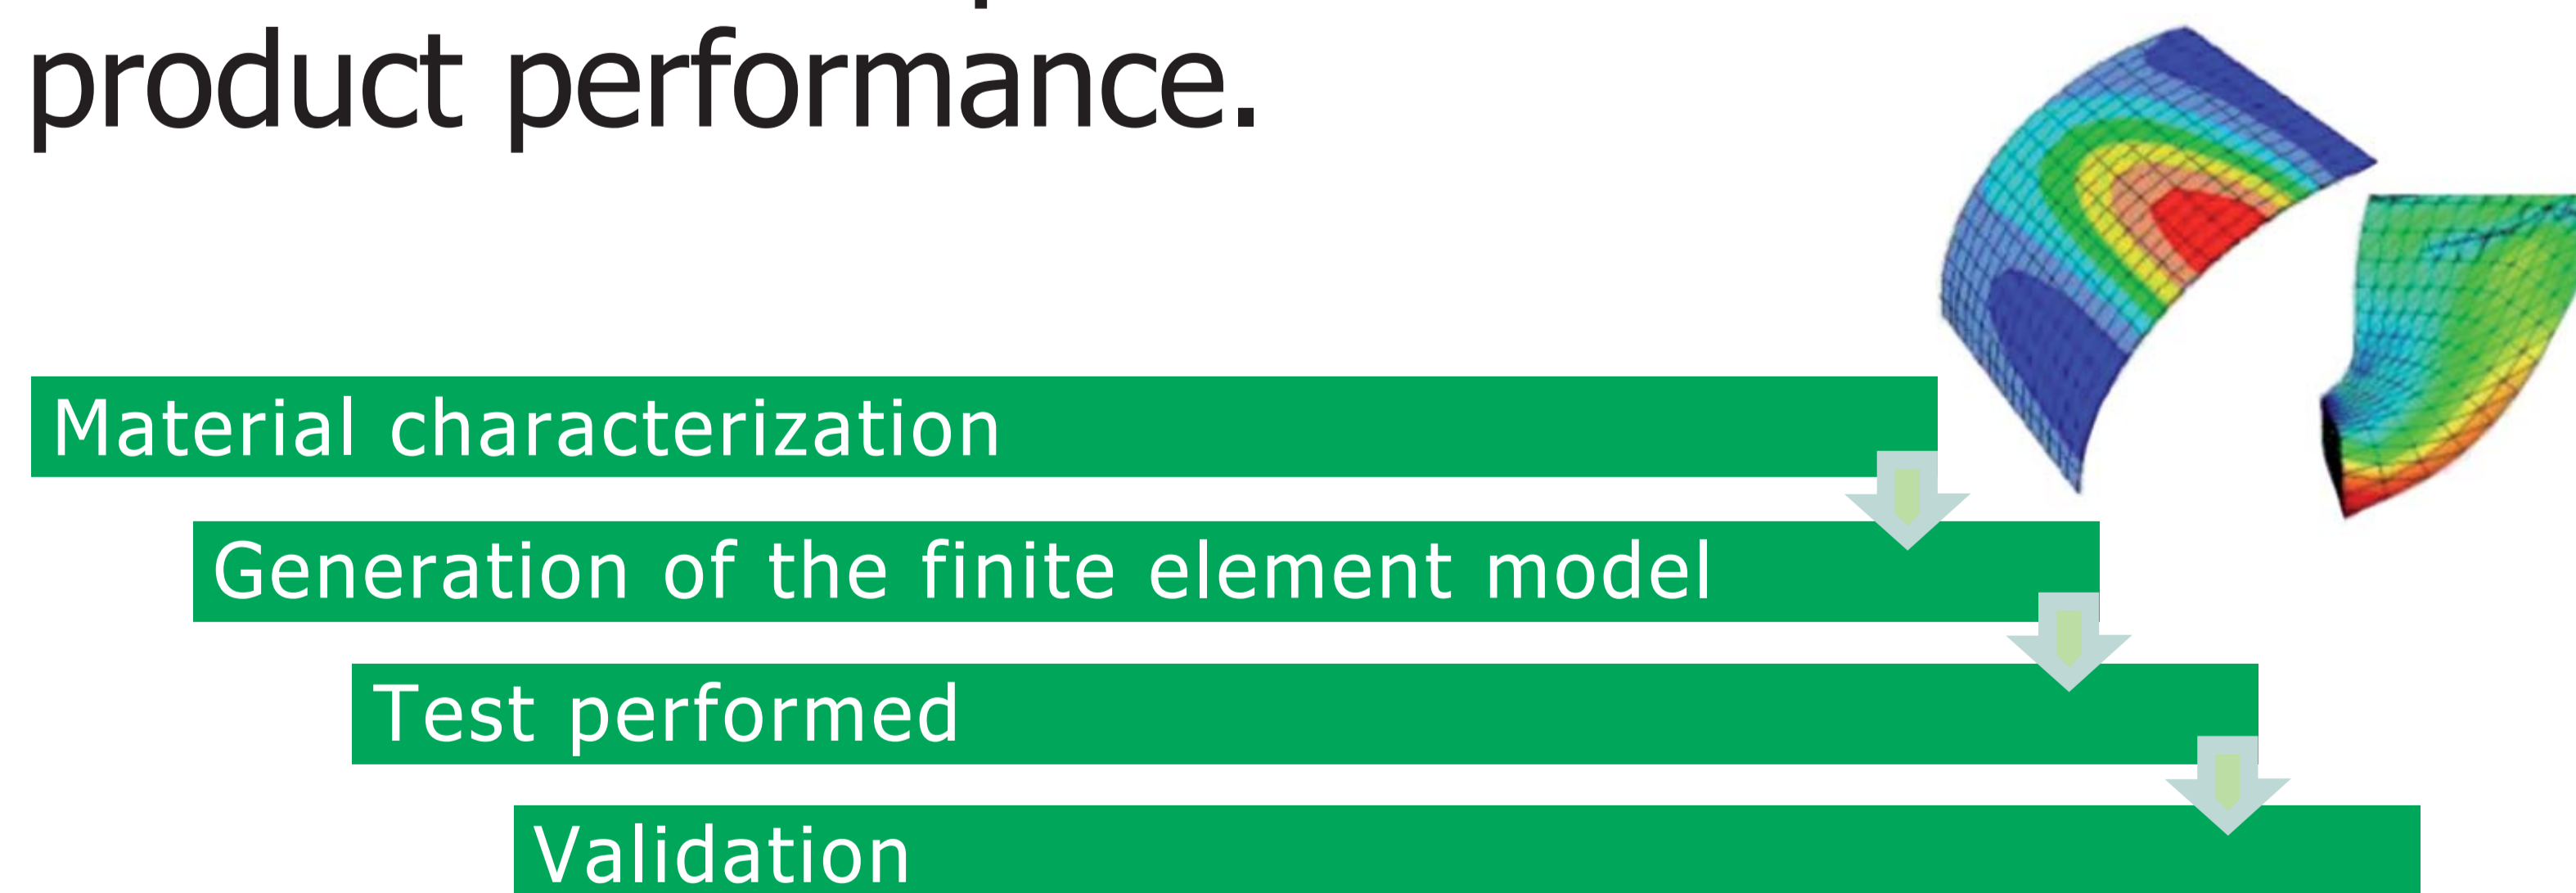 product performance.
Material characterization
Generation of the finite element model
Test performed
Validation